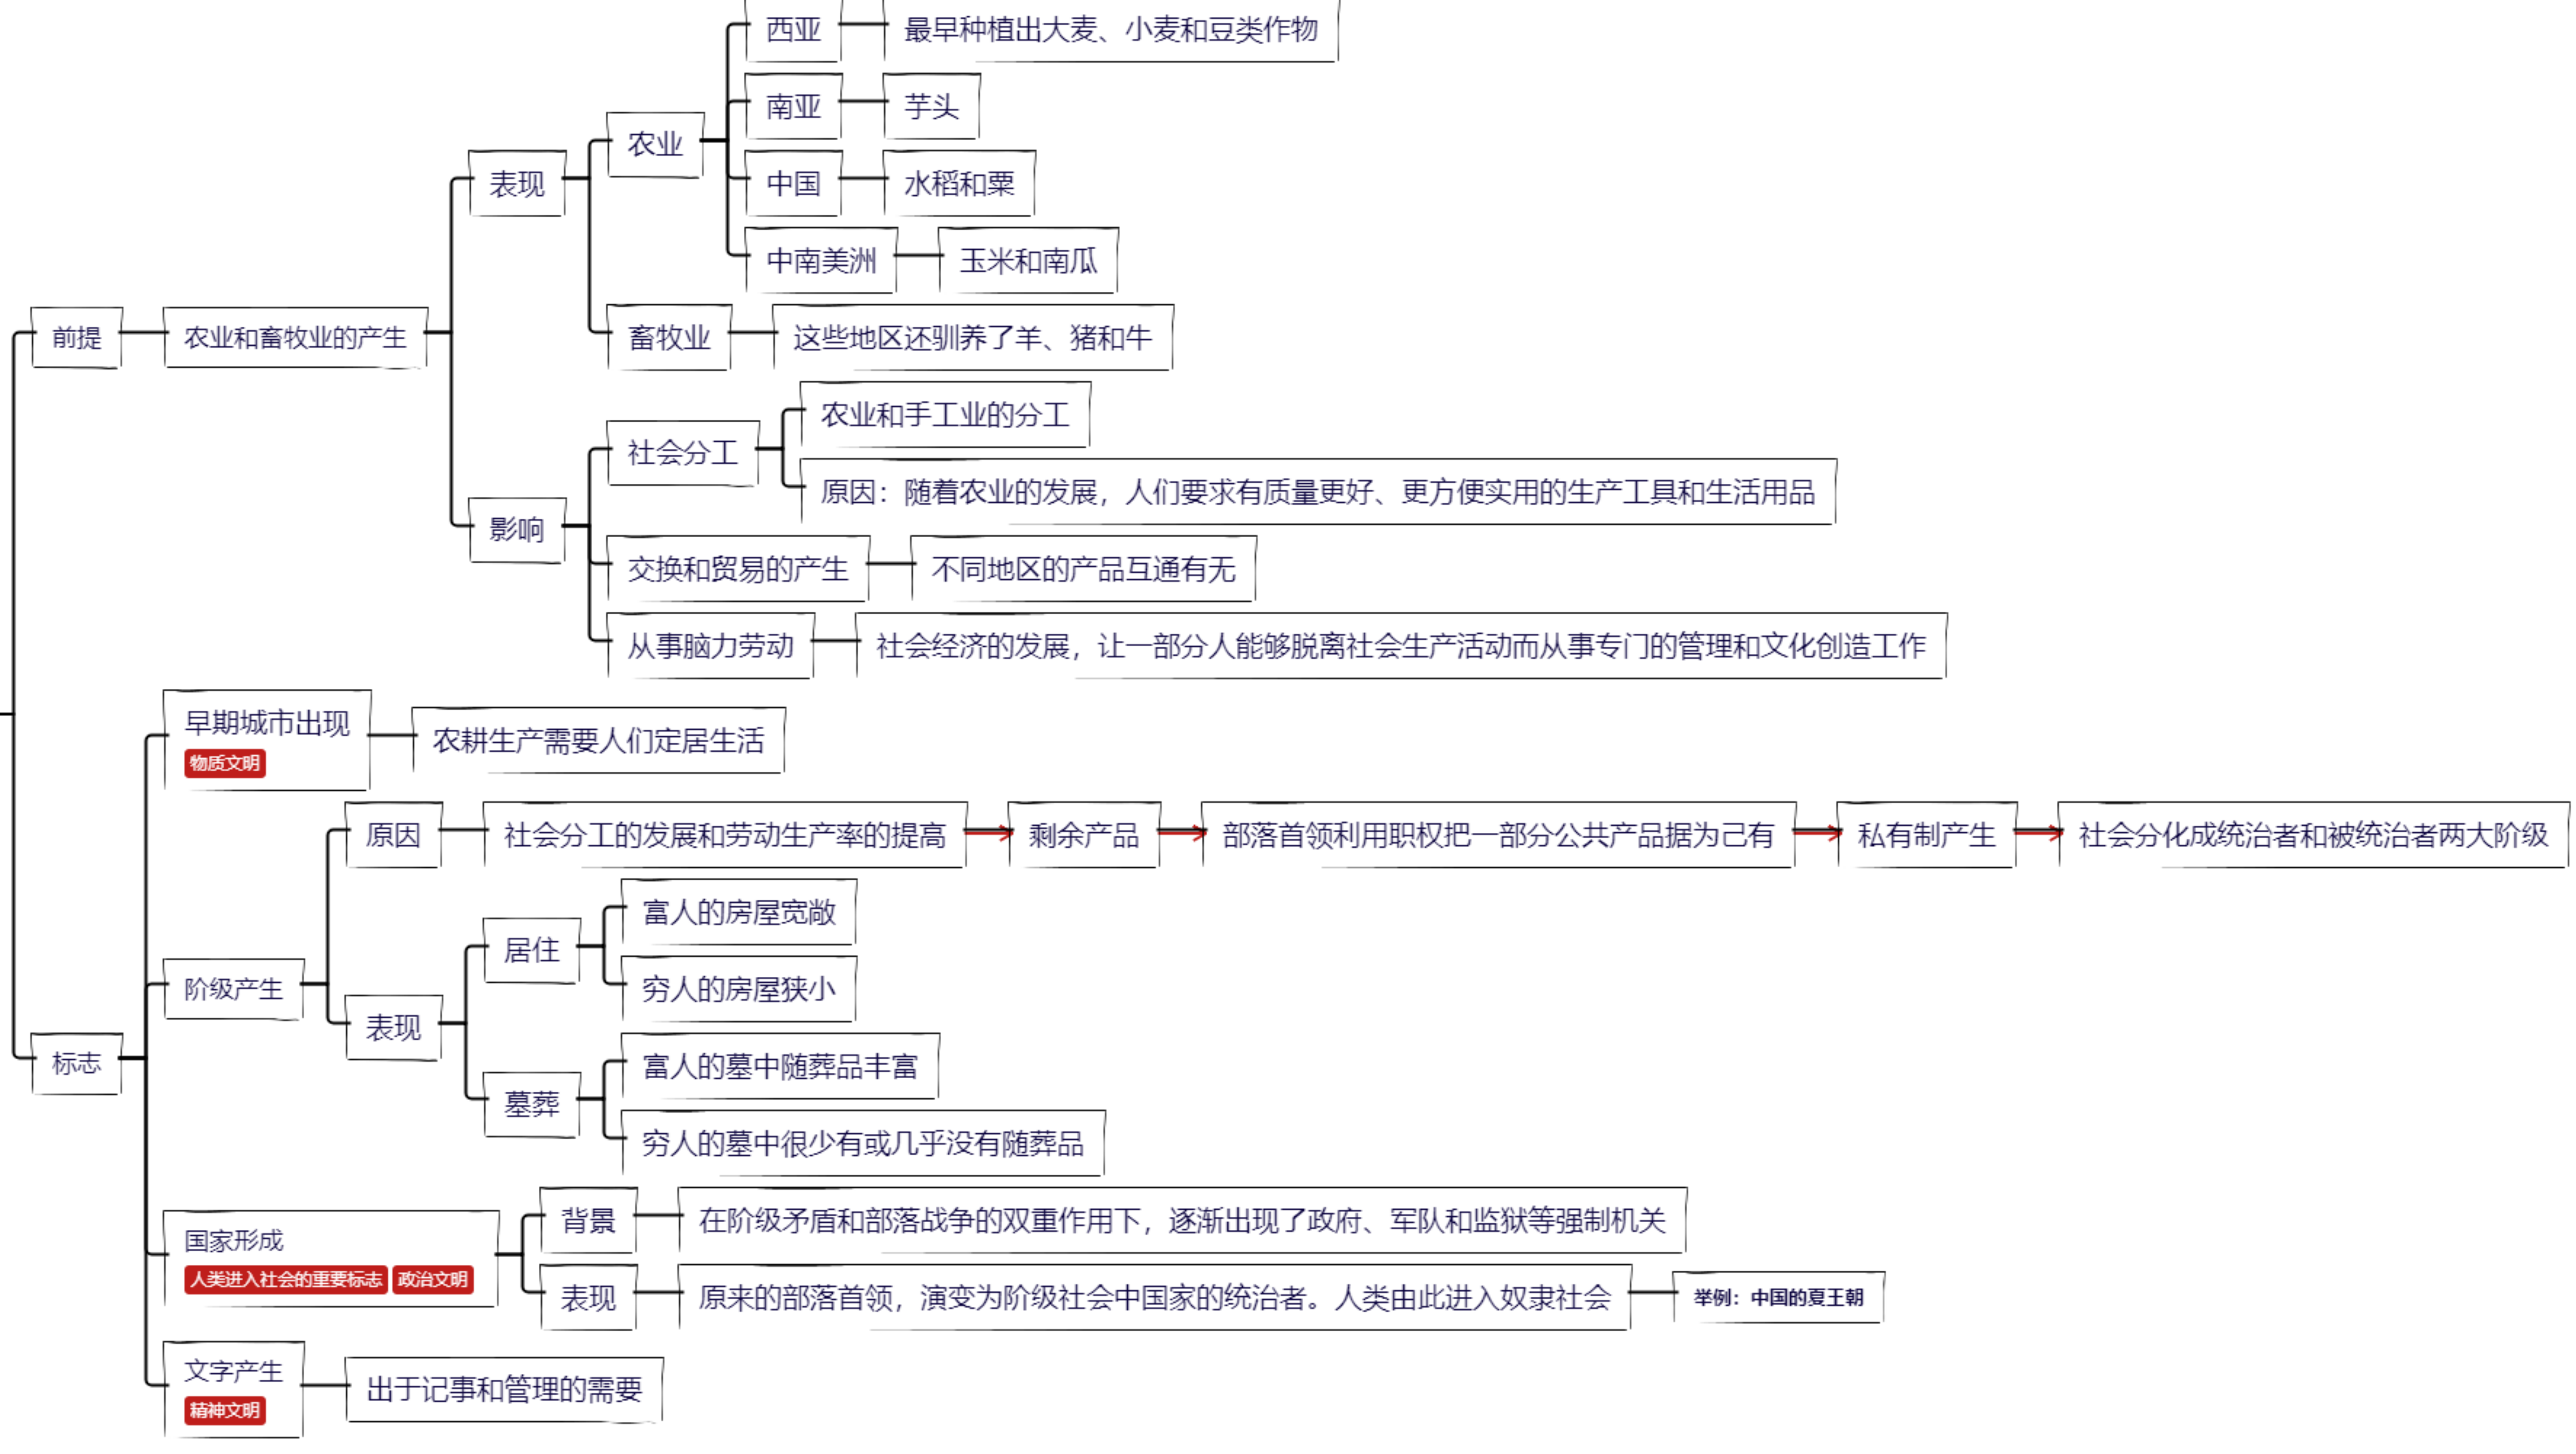 西亚
最早种植出大麦、小麦和豆类作物
南亚
芋头
农业
中国
水稻和粟
表现
中南美洲
玉米和南瓜
前提
农业和畜牧业的产生
畜牧业
这些地区还驯养了羊、猪和牛
农业和手工业的分工
社会分工
原因：随着农业的发展，人们要求有质量更好、更方便实用的生产工具和生活用品
影响
交换和贸易的产生
不同地区的产品互通有无
从事脑力劳动
社会经济的发展，让一部分人能够脱离社会生产活动而从事专门的管理和文化创造工作
早期城市出现
物质文明
农耕生产需要人们定居生活
原因
社会分工的发展和劳动生产率的提高
剩余产品
部落首领利用职权把一部分公共产品据为己有
私有制产生
社会分化成统治者和被统治者两大阶级
富人的房屋宽敞
居住
穷人的房屋狭小
阶级产生
表现
标志
富人的墓中随葬品丰富
墓葬
穷人的墓中很少有或几乎没有随葬品
国家形成
人类进入社会的重要标志
政治文明
背景
在阶级矛盾和部落战争的双重作用下，逐渐出现了政府、军队和监狱等强制机关
表现
原来的部落首领，演变为阶级社会中国家的统治者。人类由此进入奴隶社会
举例：中国的夏王朝
文字产生
精神文明
出于记事和管理的需要